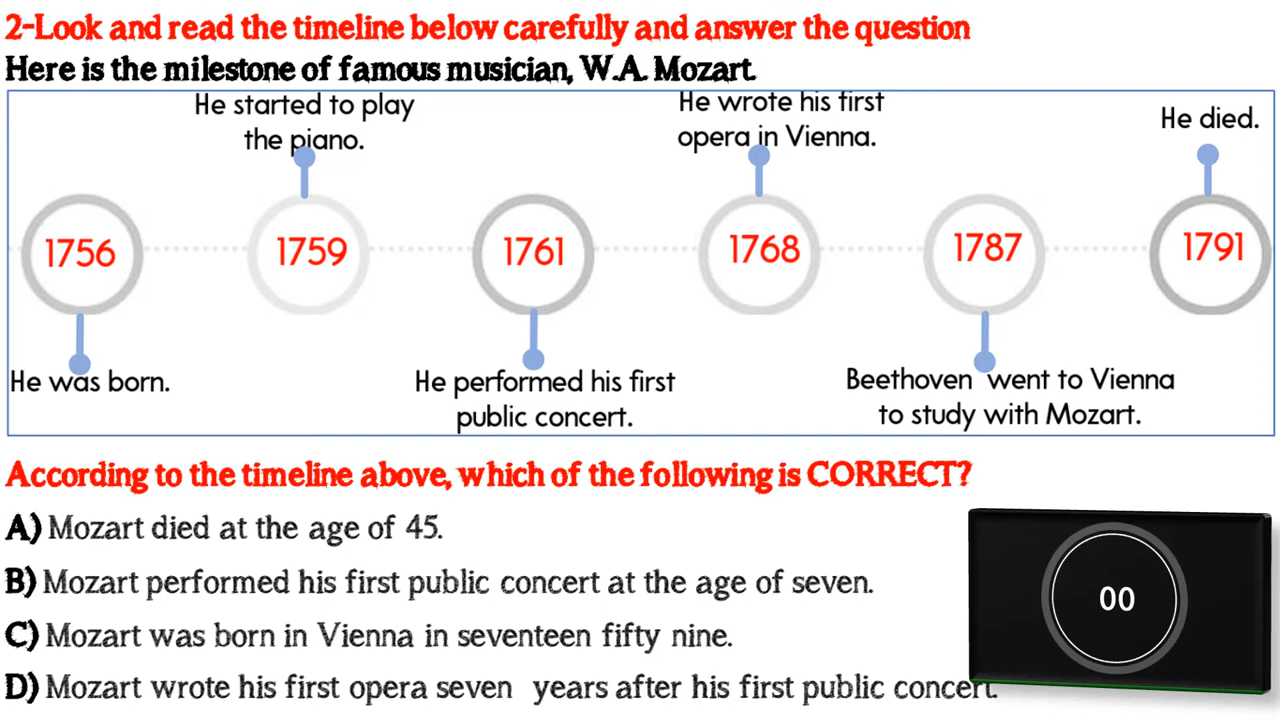 2-Look and read the timeline below carefully and answer the question
Here is the milestone of famous musician, W.A. Mozart.
He started to play
the piano.
He wrote his first
opera in Vienna.
He died.
1756
1759
1761
1768
1787
1791
He was born.
He performed his first
public concert.
Beethoven went to Vienna
to study with Mozart.
According to the timeline above, which of the following is CORRECT?
A) Mozart died at the age of 45.
B) Mozart performed his first public concert at the age of seven.
C) Mozart was born in Vienna in seventeen fifty nine.
D) Mozart wrote his first opera seven years after his first public concert.
00